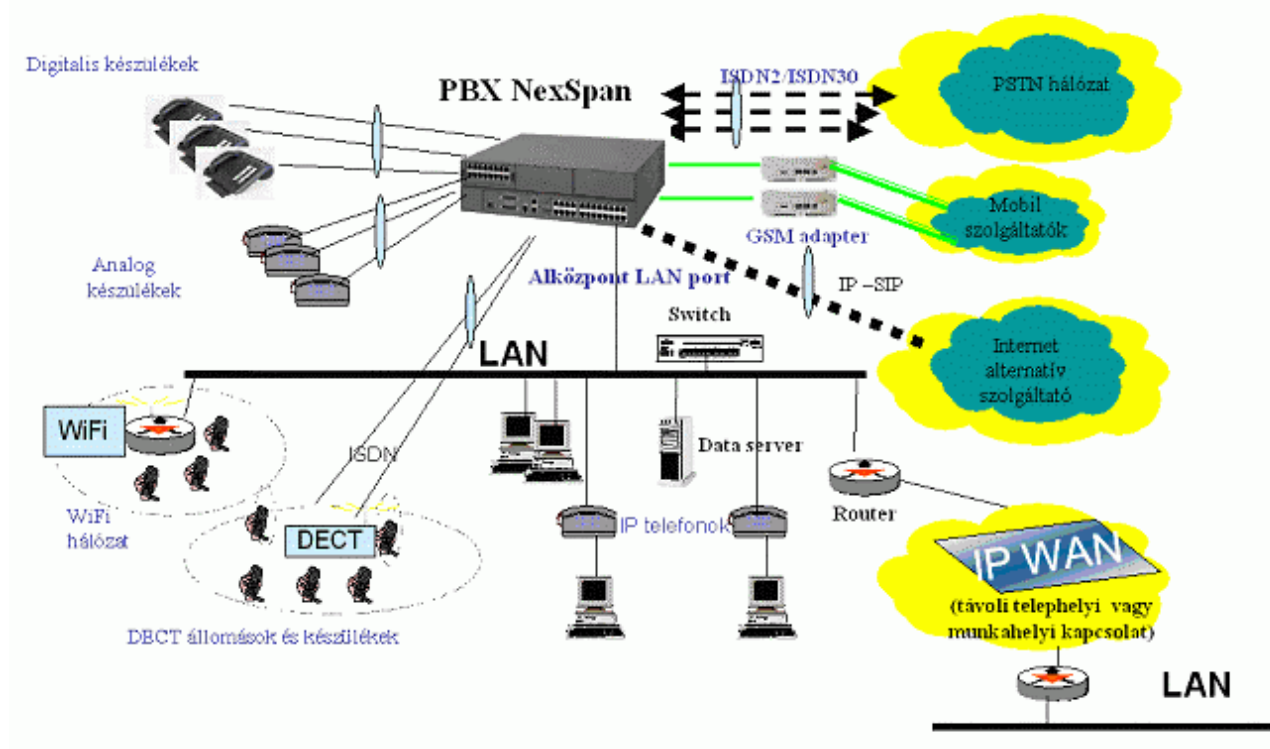 Digitalis készülékek
PBX NexSpan
ISDN2/ISDN30
PSTN hálózat
Mobil
szolgáltatók
GSM adapter
Analog
készülékek
Alközpont LAN port
IP –SIP
Switch
LAN
Internet
alternatív
szolgáltató
WiFi
Data server
ISDN
WiFi
hálózat
Router
DECT
IP telefonok
IP WAN
(távoli telephelyi vagy
munkahelyi kapcsolat)
DECT állomások és készülékek
LAN